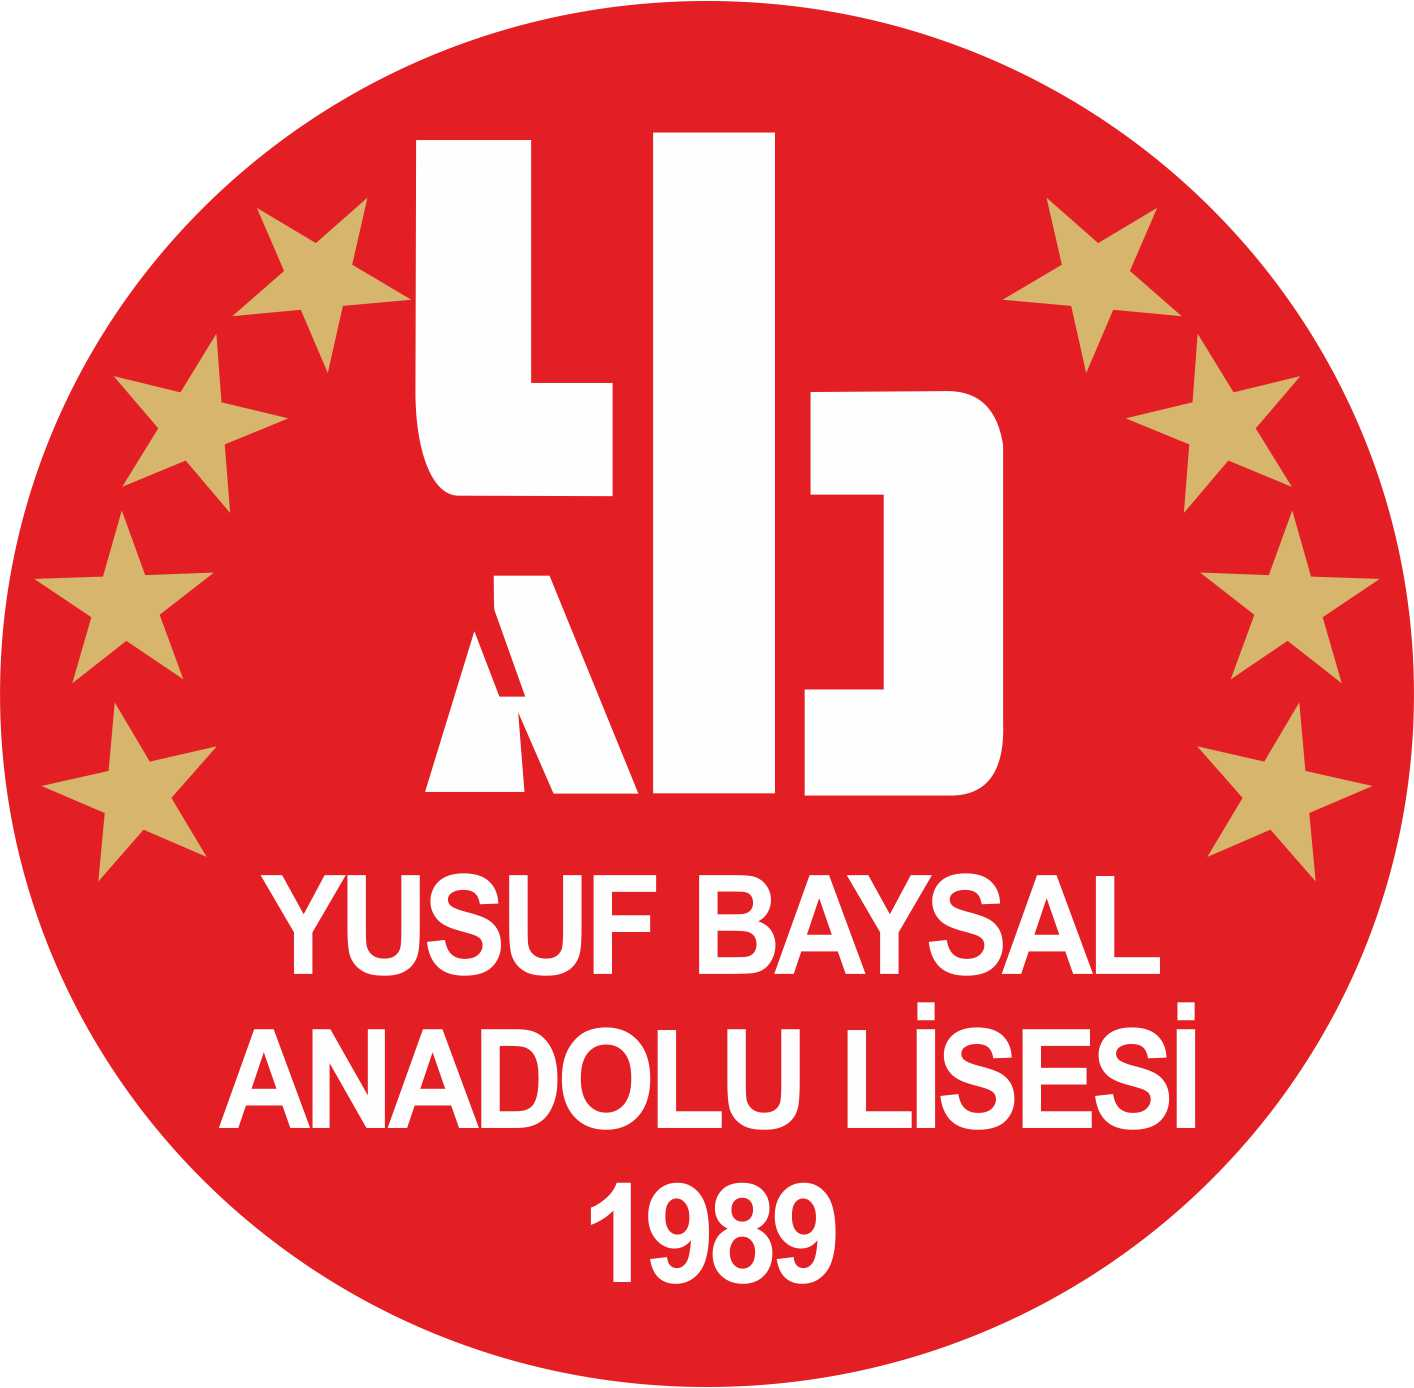 YUSUF BAYSAL
ANADOLU LİSESİ
1989